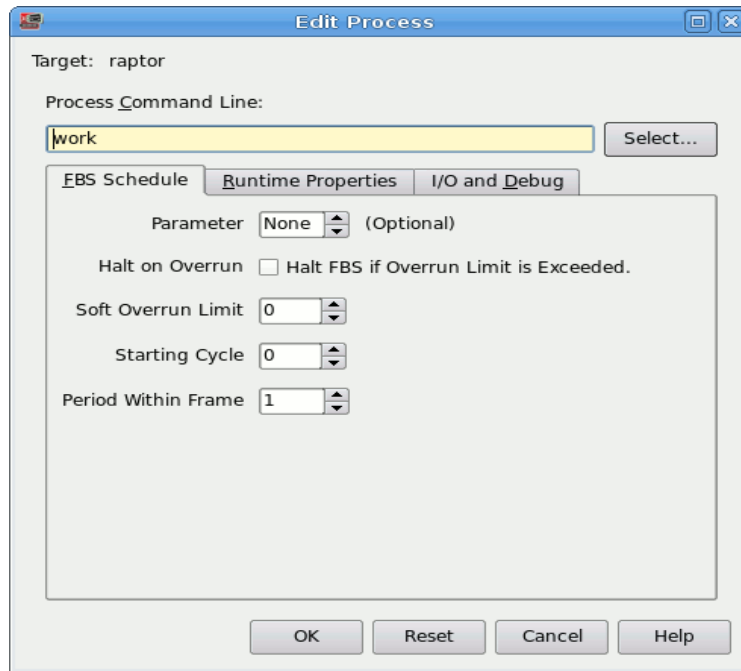 Edit Process
Target: raptor
Process Command Line:
work Select...
FBS Schedule Runtime Properties I/O and Debug
Parameter None (Optional)
Halt on Overrun Halt FBS if Overrun Limit is Exceeded.
Soft Overrun Limit 0
Starting Cycle 0
Period Within Frame 1
OK Reset Cancel Help